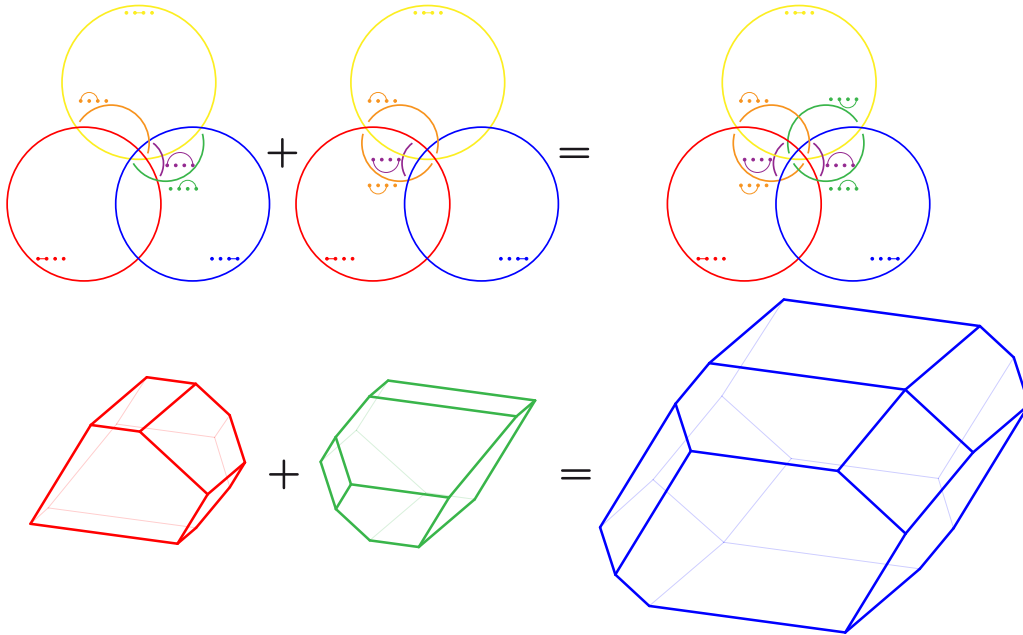 + =
+ =